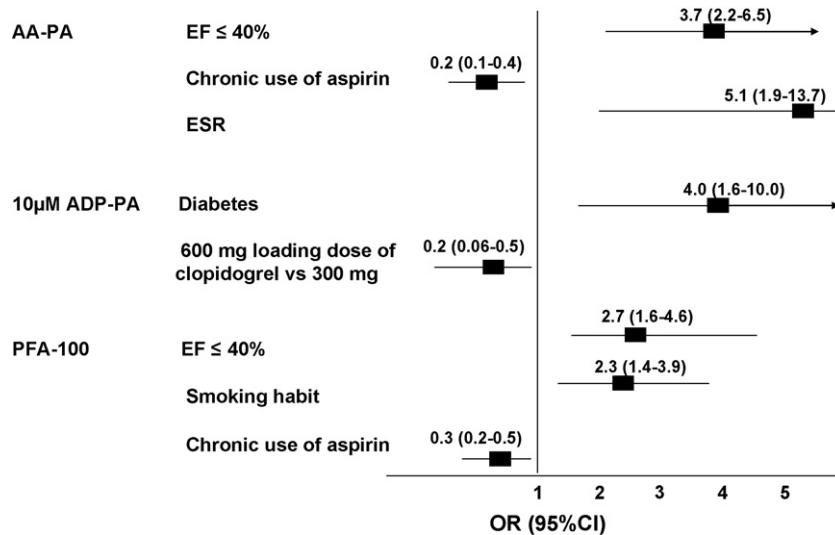 AA-PA EF ≤ 40% 3.7 (2.2-6.5)
Chronic use of aspirin 0.2 (0.1-0.4)
ESR 5.1 (1.9-13.7)
10µM ADP-PA Diabetes 4.0 (1.6-10.0)
600 mg loading dose of 0.2 (0.06-0.5)
clopidogrel vs 300 mg
PFA-100 EF ≤ 40% 2.7 (1.6-4.6)
Smoking habit 2.3 (1.4-3.9)
Chronic use of aspirin 0.3 (0.2-0.5)
1 2 3 4 5
OR (95%CI)